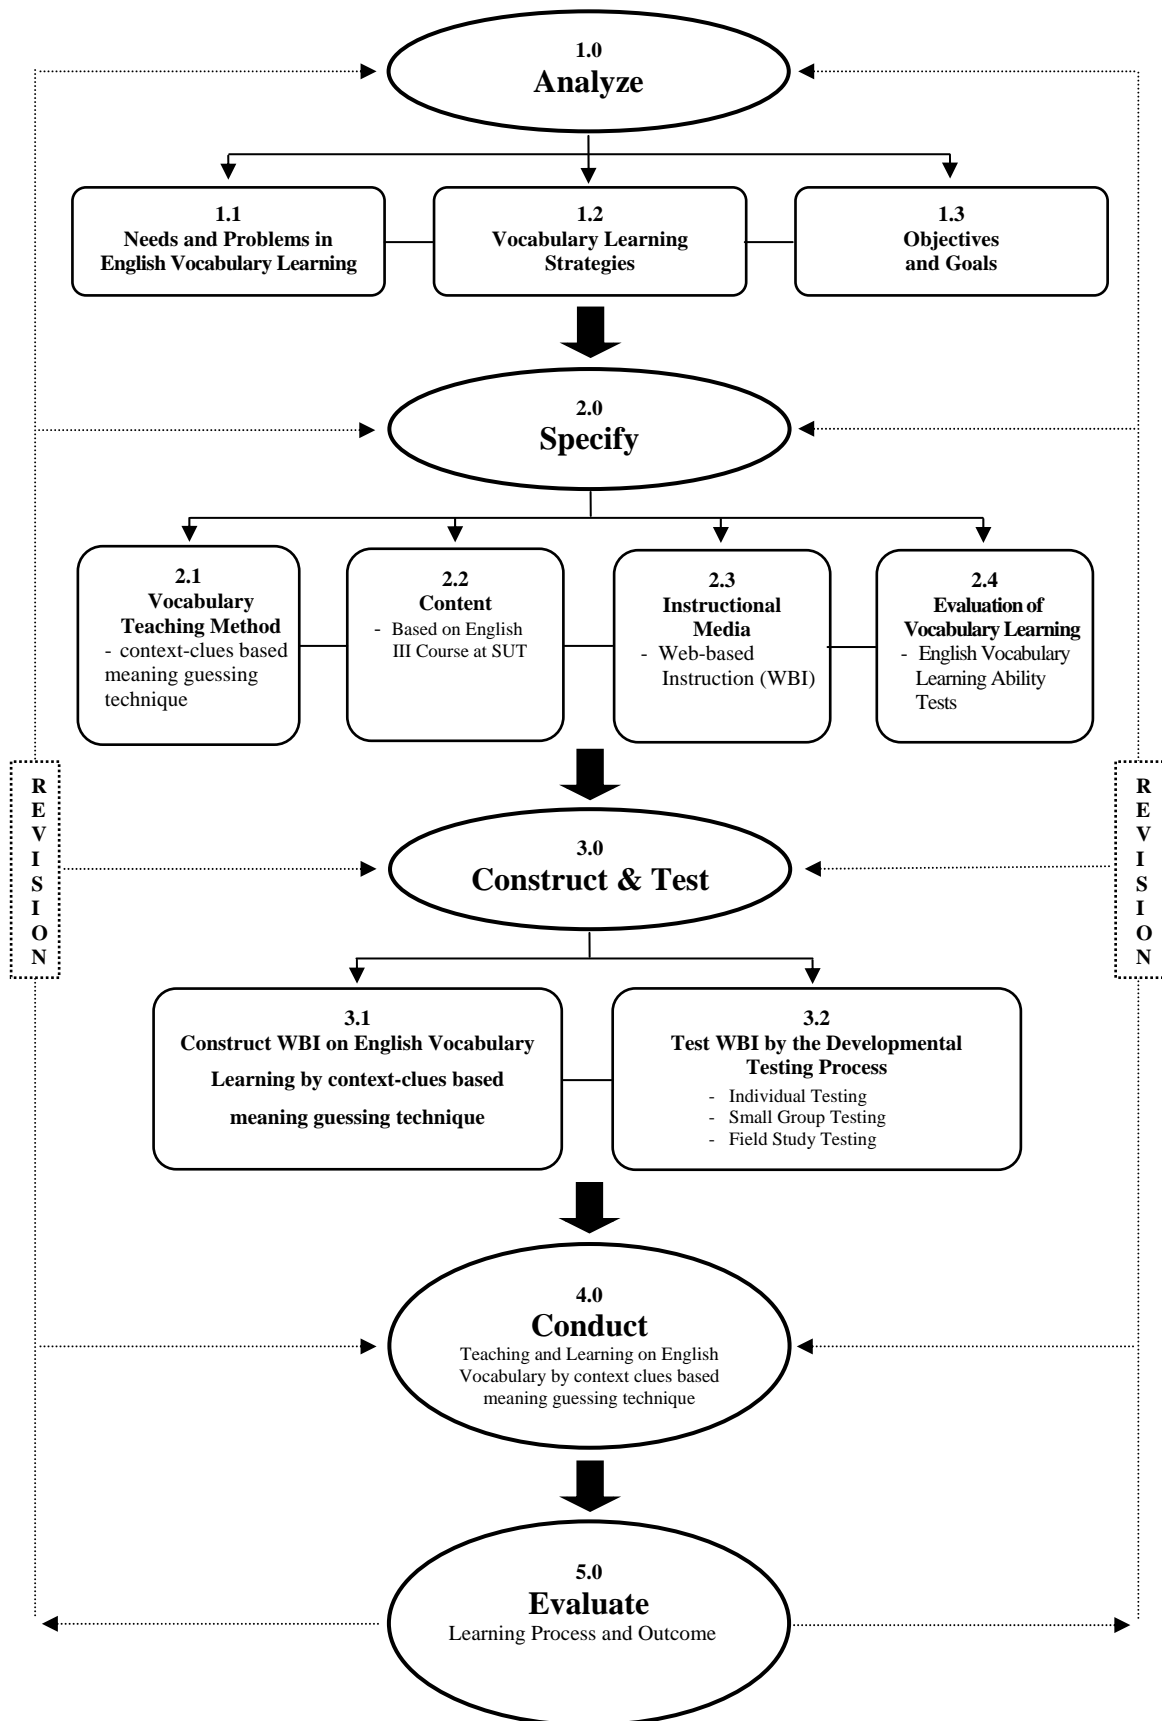 1.0
Analyze
1.1
Needs and Problems in
English Vocabulary Learning
1.2
Vocabulary Learning
Strategies
1.3
Objectives
and Goals
2.0
Specify
2.1
Vocabulary
Teaching Method
- context-clues based
meaning guessing
technique
2.2
Content
- Based on English
III Course at SUT
2.3
Instructional
Media
- Web-based
Instruction (WBI)
2.4
Evaluation of
Vocabulary Learning
- English Vocabulary
Learning Ability
Tests
R
E
V
I
S
I
O
N
R
E
V
I
S
I
O
N
3.0
Construct & Test
3.1
Construct WBI on English Vocabulary
Learning by context-clues based
meaning guessing technique
3.2
Test WBI by the Developmental
Testing Process
- Individual Testing
- Small Group Testing
- Field Study Testing
4.0
Conduct
Teaching and Learning on English
Vocabulary by context clues based
meaning guessing technique
5.0
Evaluate
Learning Process and Outcome